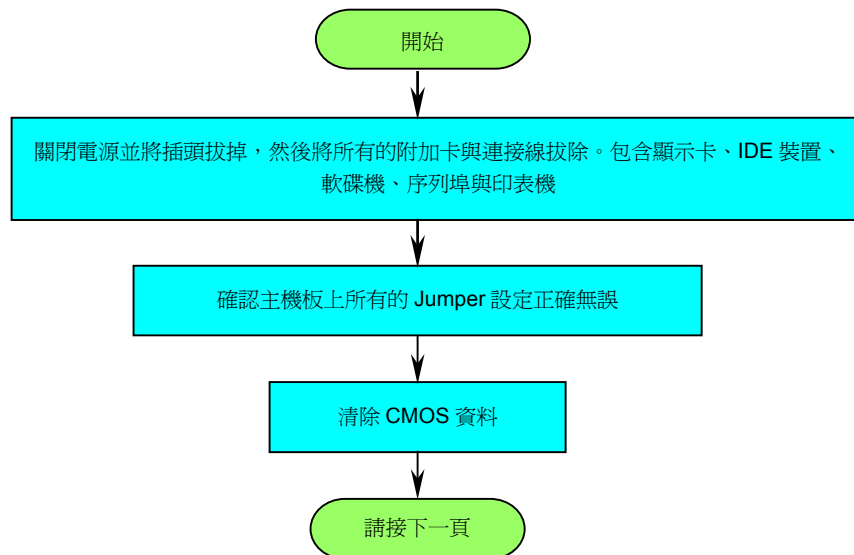 開始
關閉電源並將插頭拔掉，然後將所有的附加卡與連接線拔除。包含顯示卡、IDE 裝置、
軟碟機、序列埠與印表機
確認主機板上所有的 Jumper 設定正確無誤
清除 CMOS 資料
請接下一頁